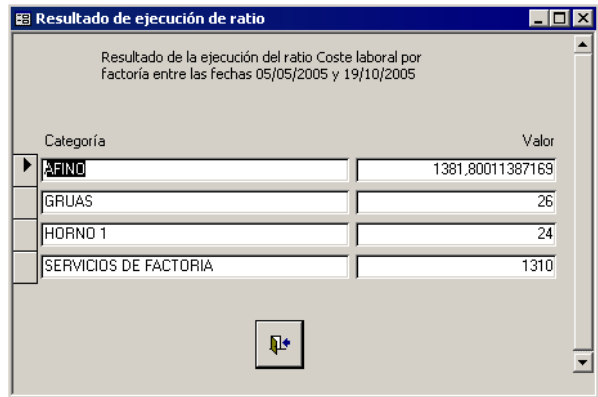 Resultado de ejecución de ratio
Resultado de la ejecución del ratio Coste laboral por
factoría entre las fechas 05/05/2005 y 19/10/2005
Categoría Valor
AFINO 1381,80011387169
GRUAS 26
HORNO 1 24
SERVICIOS DE FACTORIA 1310